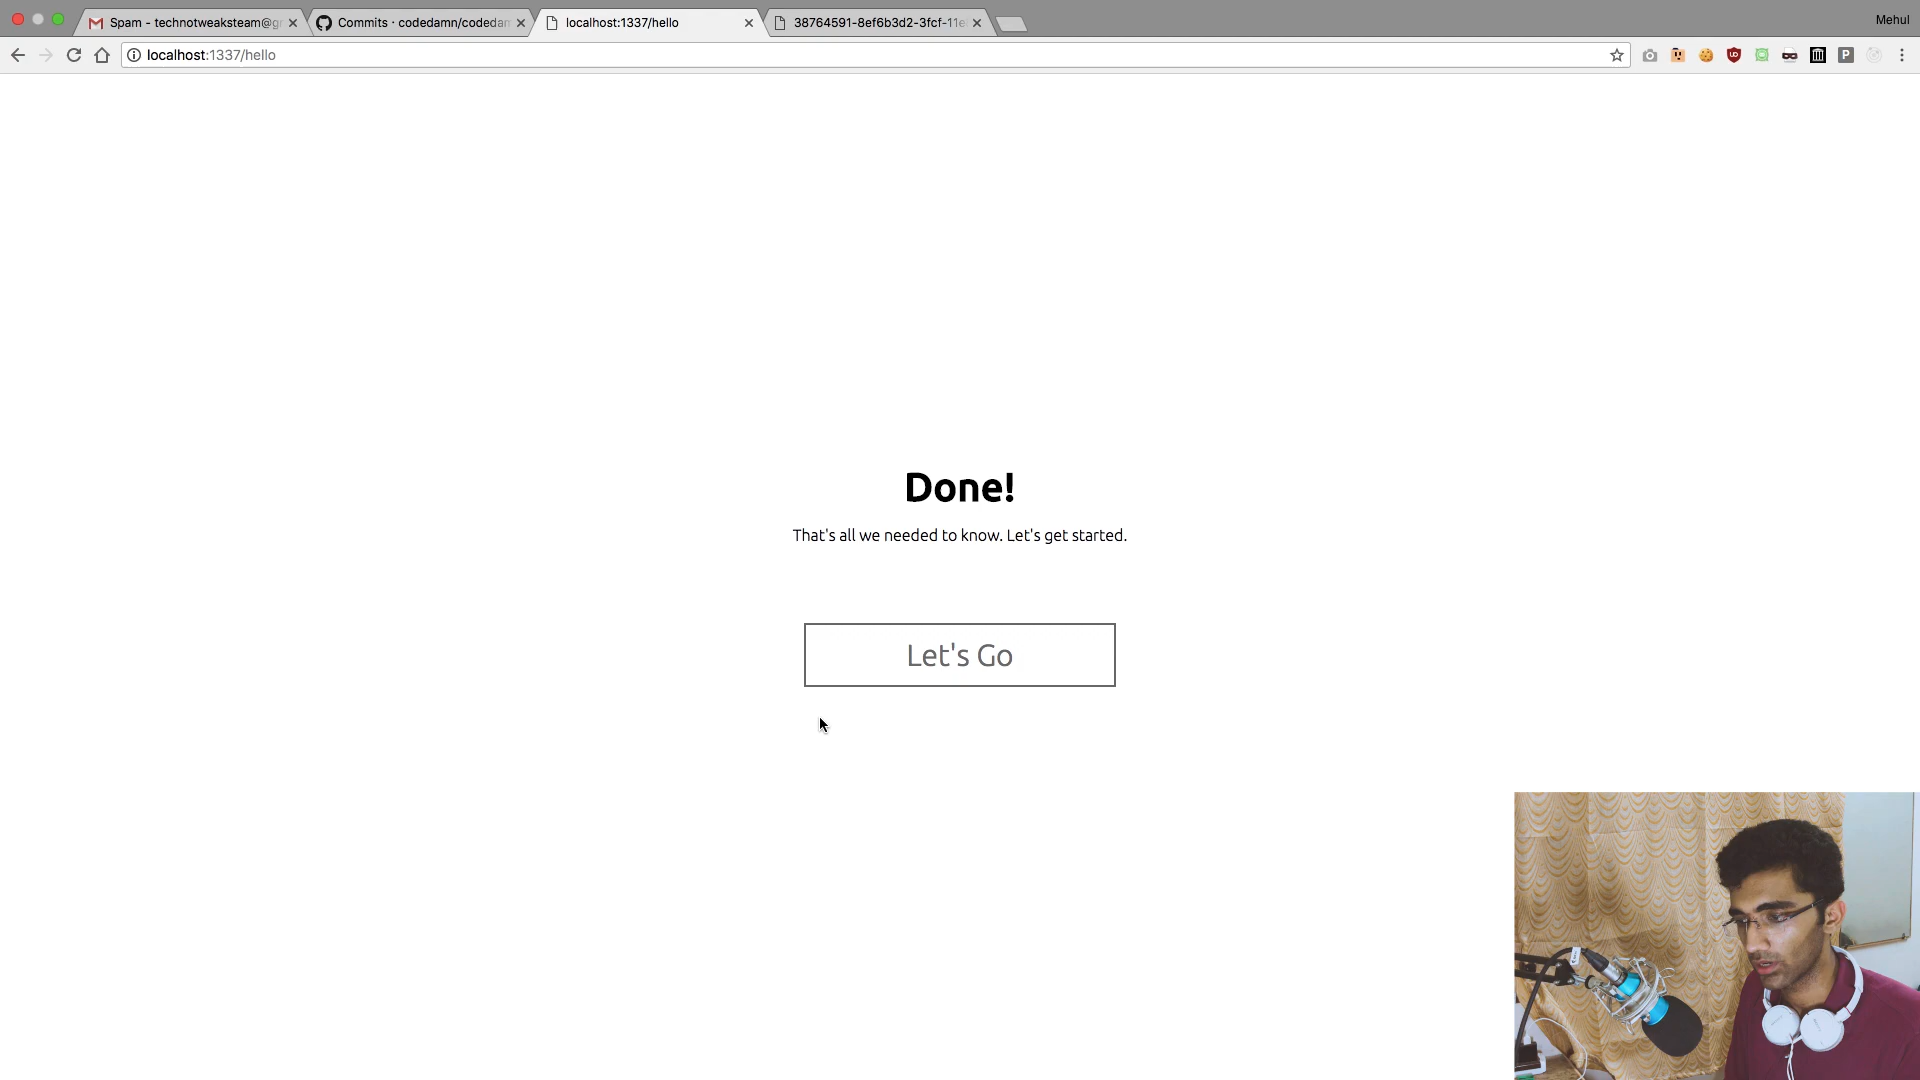 Spam - technotweaksteam@g
Commits · codedamn/codedam
localhost:1337/hello
38764591-8ef6b3d2-3fcf-11e
Mehul
localhost:1337/hello
Done!
That's all we needed to know. Let's get started.
Let's Go